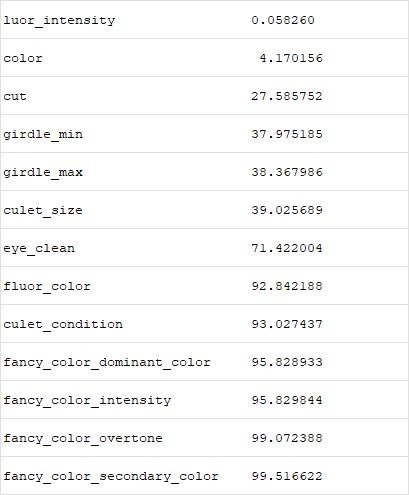 luor_intensity 0.058260
color 4.170156
cut 27.585752
girdle_min 37.975185
girdle_max 38.367986
culet_size 39.025689
eye_clean 71.422004
fluor_color 92.842188
culet_condition 93.027437
fancy_color_dominant_color 95.828933
fancy_color_intensity 95.829844
fancy_color_overtone 99.072388
fancy_color_secondary_color 99.516622